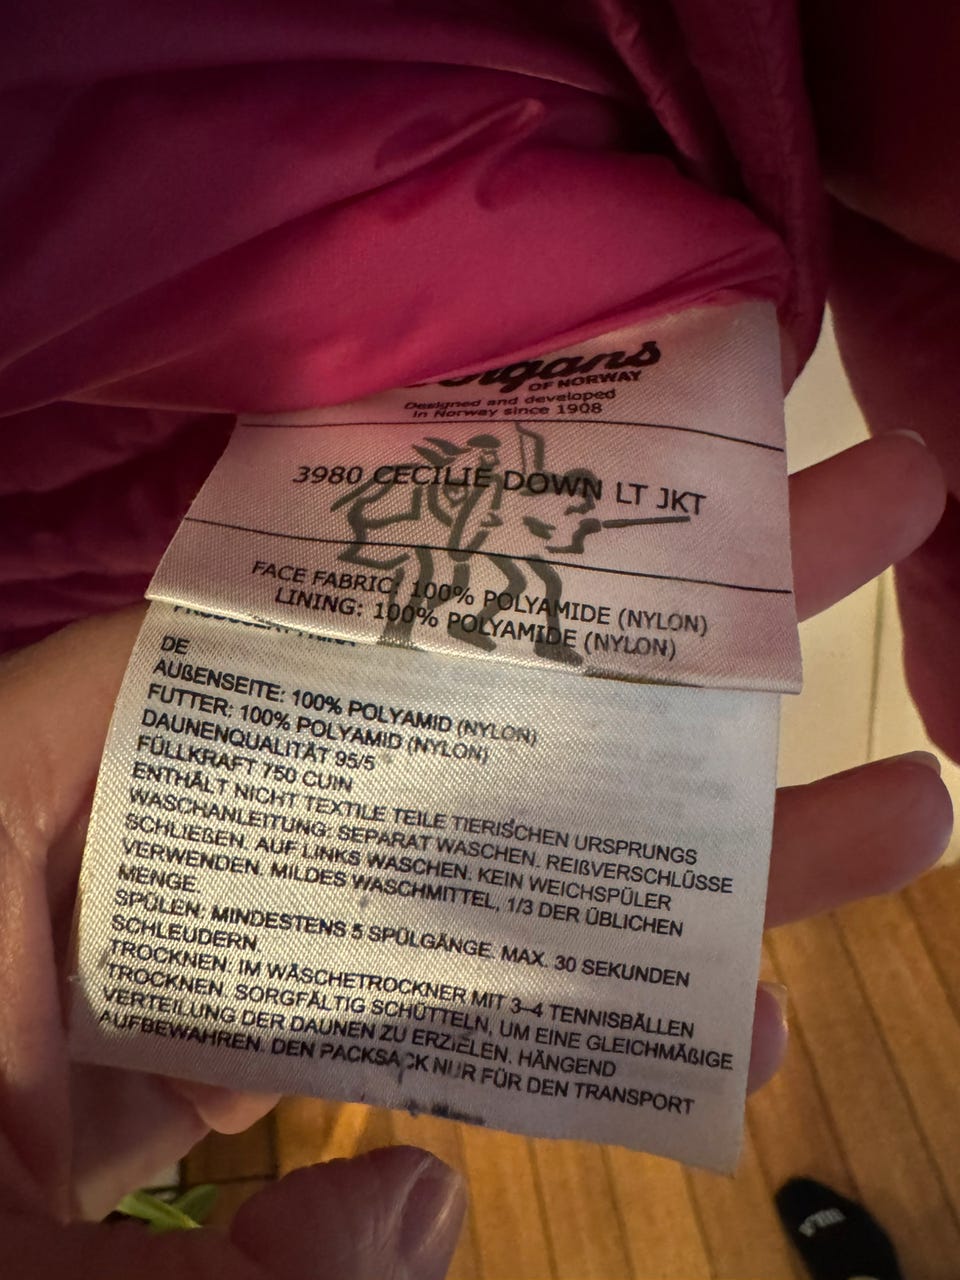 OF NORWAY
Designed and developed
in Norway since 1908
3980 CECILIE DOWN LT JKT
FACE FABRIC: 100% POLYAMIDE (NYLON)
LINING: 100% POLYAMIDE (NYLON)
DE
AUßENSEITE: 100% POLYAMID (NYLON)
FUTTER: 100% POLYAMID (NYLON)
DAUNENQUALITÄT 95/5
FÜLLKRAFT 750 CUIN
ENTHÄLT NICHT TEXTILE TEILE TIERISCHEN URSPRUNGS
WASCHANLEITUNG: SEPARAT WASCHEN. REIßVERSCHLÜSSE
SCHLIEßEN. AUF LINKS WASCHEN. KEIN WEICHSPÜLER
VERWENDEN. MILDES WASCHMITTEL, 1/3 DER ÜBLICHEN
MENGE.
SPÜLEN: MINDESTENS 5 SPÜLGÄNGE. MAX. 30 SEKUNDEN
SCHLEUDERN
TROCKNEN: IM WÄSCHETROCKNER MIT 3-4 TENNISBÄLLEN
TROCKNEN. SORGFÄLTIG SCHÜTTELN, UM EINE GLEICHMÄßIGE
VERTEILUNG DER DAUNEN ZU ERZIELEN. HÄNGEND
AUFBEWAHREN. DEN PACKSACK NUR FÜR DEN TRANSPORT